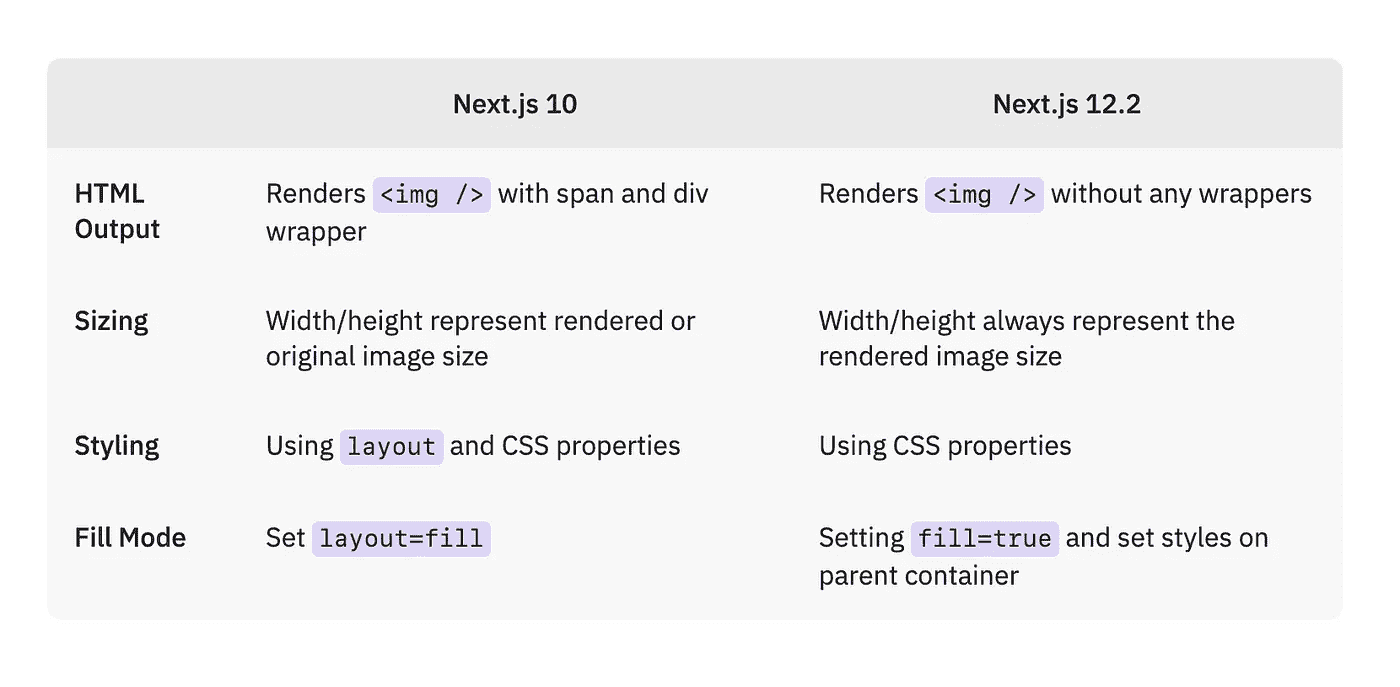 Next.js 10 Next.js 12.2
HTML Renders <img /> with span and div Renders <img /> without any wrappers
Output wrapper
Sizing Width/height represent rendered or Width/height always represent the
original image size rendered image size
Styling Using layout and CSS properties Using CSS properties
Fill Mode Set layout=fill Setting fill=true and set styles on
parent container